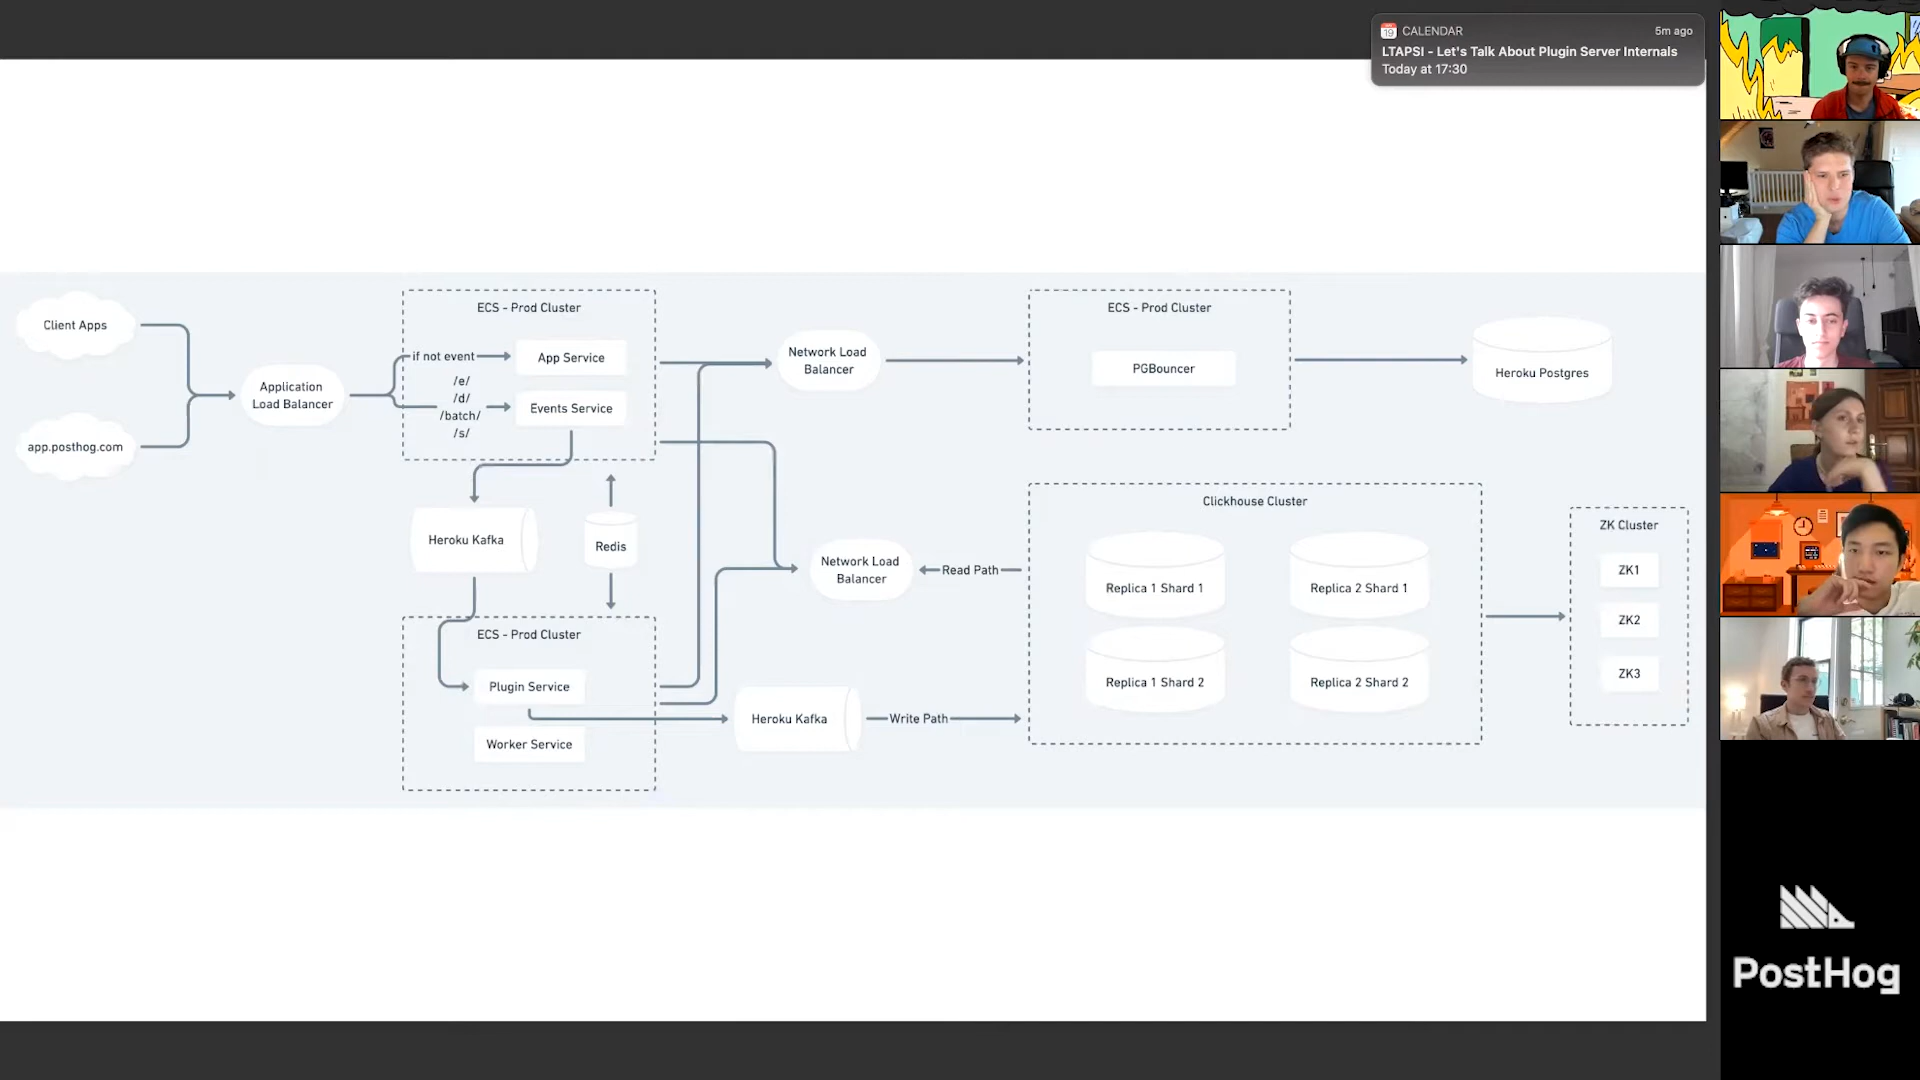 CALENDAR
5m ago
LTAPSI - Let's Talk About Plugin Server Internals
Today at 17:30
Client Apps
app.posthog.com
Application
Load Balancer
ECS - Prod Cluster
if not event
App Service
/e/
/d/
/batch/
/s/
Events Service
Heroku Kafka
Redis
ECS - Prod Cluster
Plugin Service
Worker Service
Network Load
Balancer
ECS - Prod Cluster
PGBouncer
Heroku Postgres
Network Load
Balancer
Read Path
Heroku Kafka
Write Path
Clickhouse Cluster
Replica 1 Shard 1
Replica 2 Shard 1
Replica 1 Shard 2
Replica 2 Shard 2
ZK Cluster
ZK1
ZK2
ZK3
PostHog